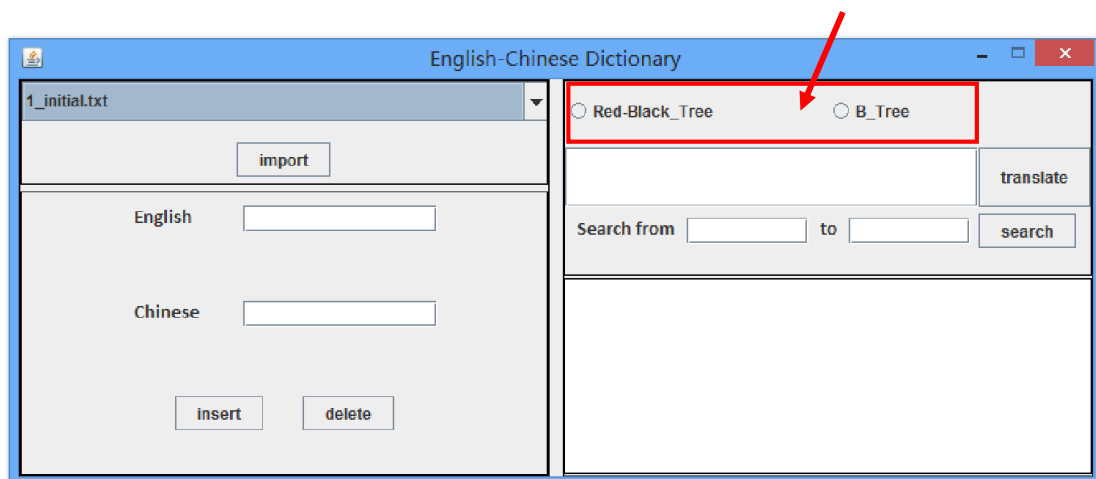 English-Chinese Dictionary
1_initial.txt
import
English
Chinese
insert delete
Red-Black_Tree B_Tree
translate
Search from to search